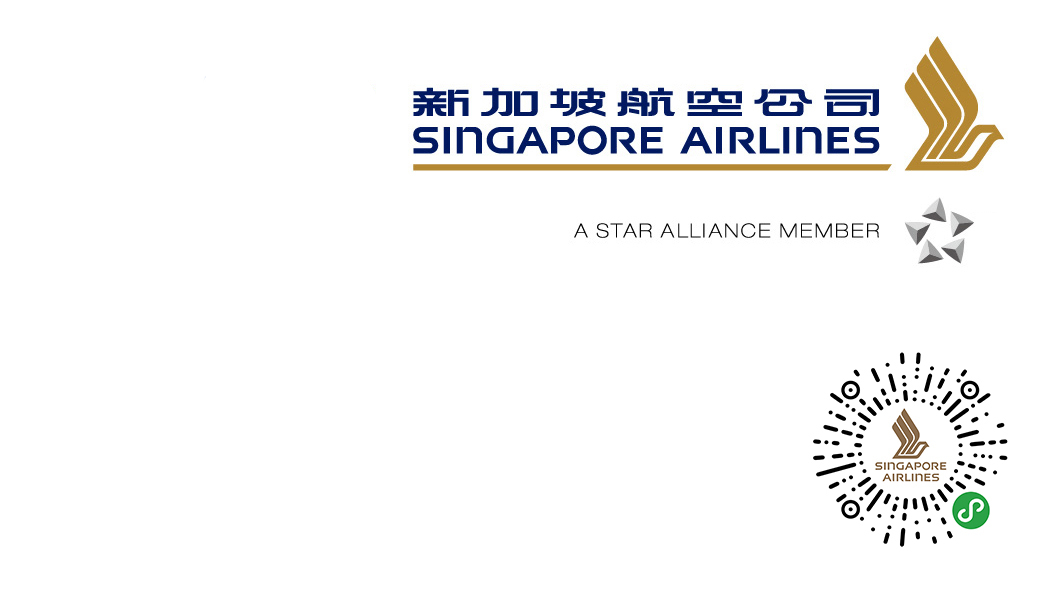 新加坡航空公司
SINGAPORE AIRLINES
A STAR ALLIANCE MEMBER
SINGAPORE
AIRLINES